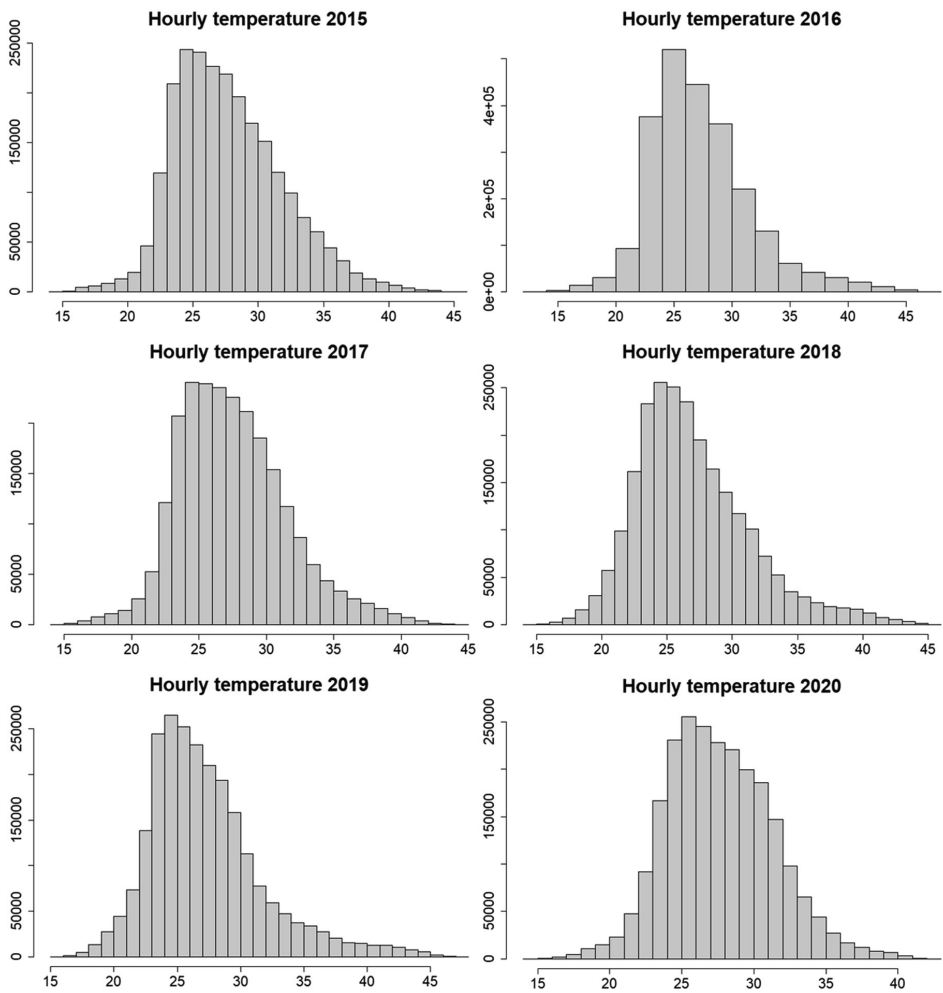 Hourly temperature 2015
250000
150000
50000
0
15 20 25 30 35 40 45
Hourly temperature 2016
4e+05
2e+05
0e+00
15 20 25 30 35 40 45
Hourly temperature 2017
150000
50000
0
15 20 25 30 35 40 45
Hourly temperature 2018
250000
150000
50000
0
15 20 25 30 35 40 45
Hourly temperature 2019
250000
150000
50000
0
15 20 25 30 35 40 45
Hourly temperature 2020
250000
150000
50000
0
15 20 25 30 35 40